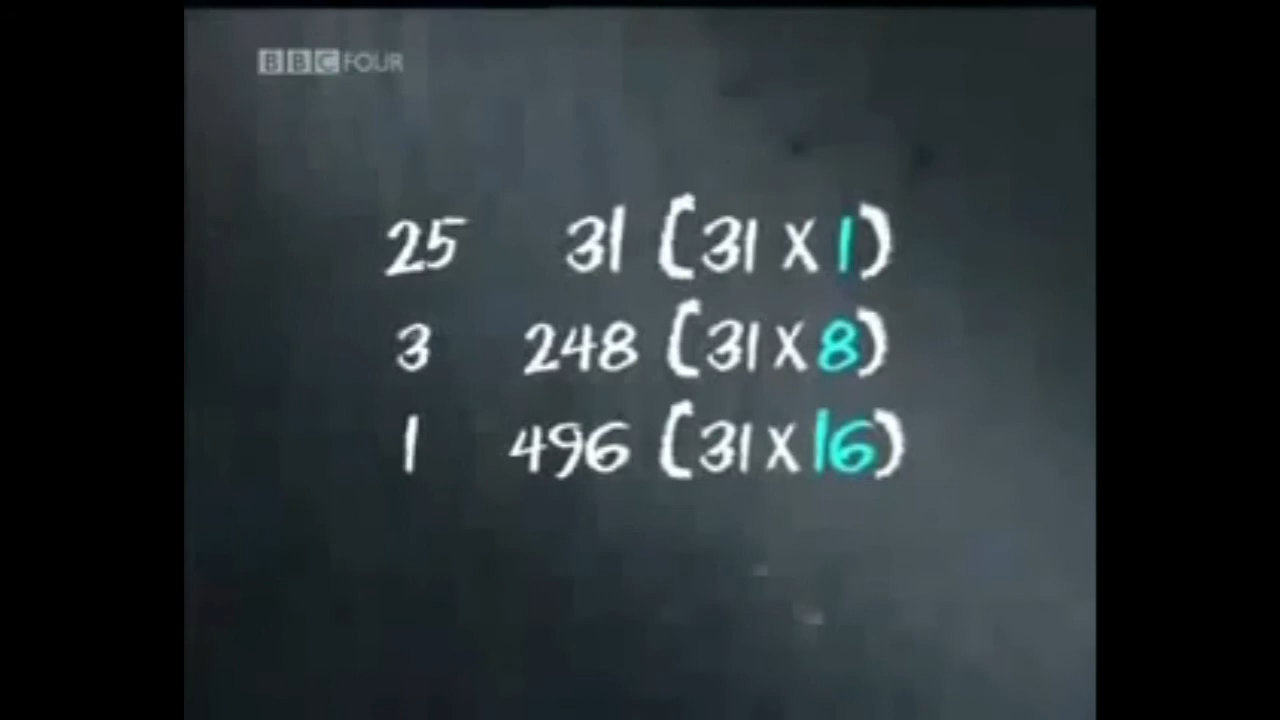 BBC FOUR
25 31 (31 X 1)
3 248 (31 X 8)
1 496 (31 X 16)